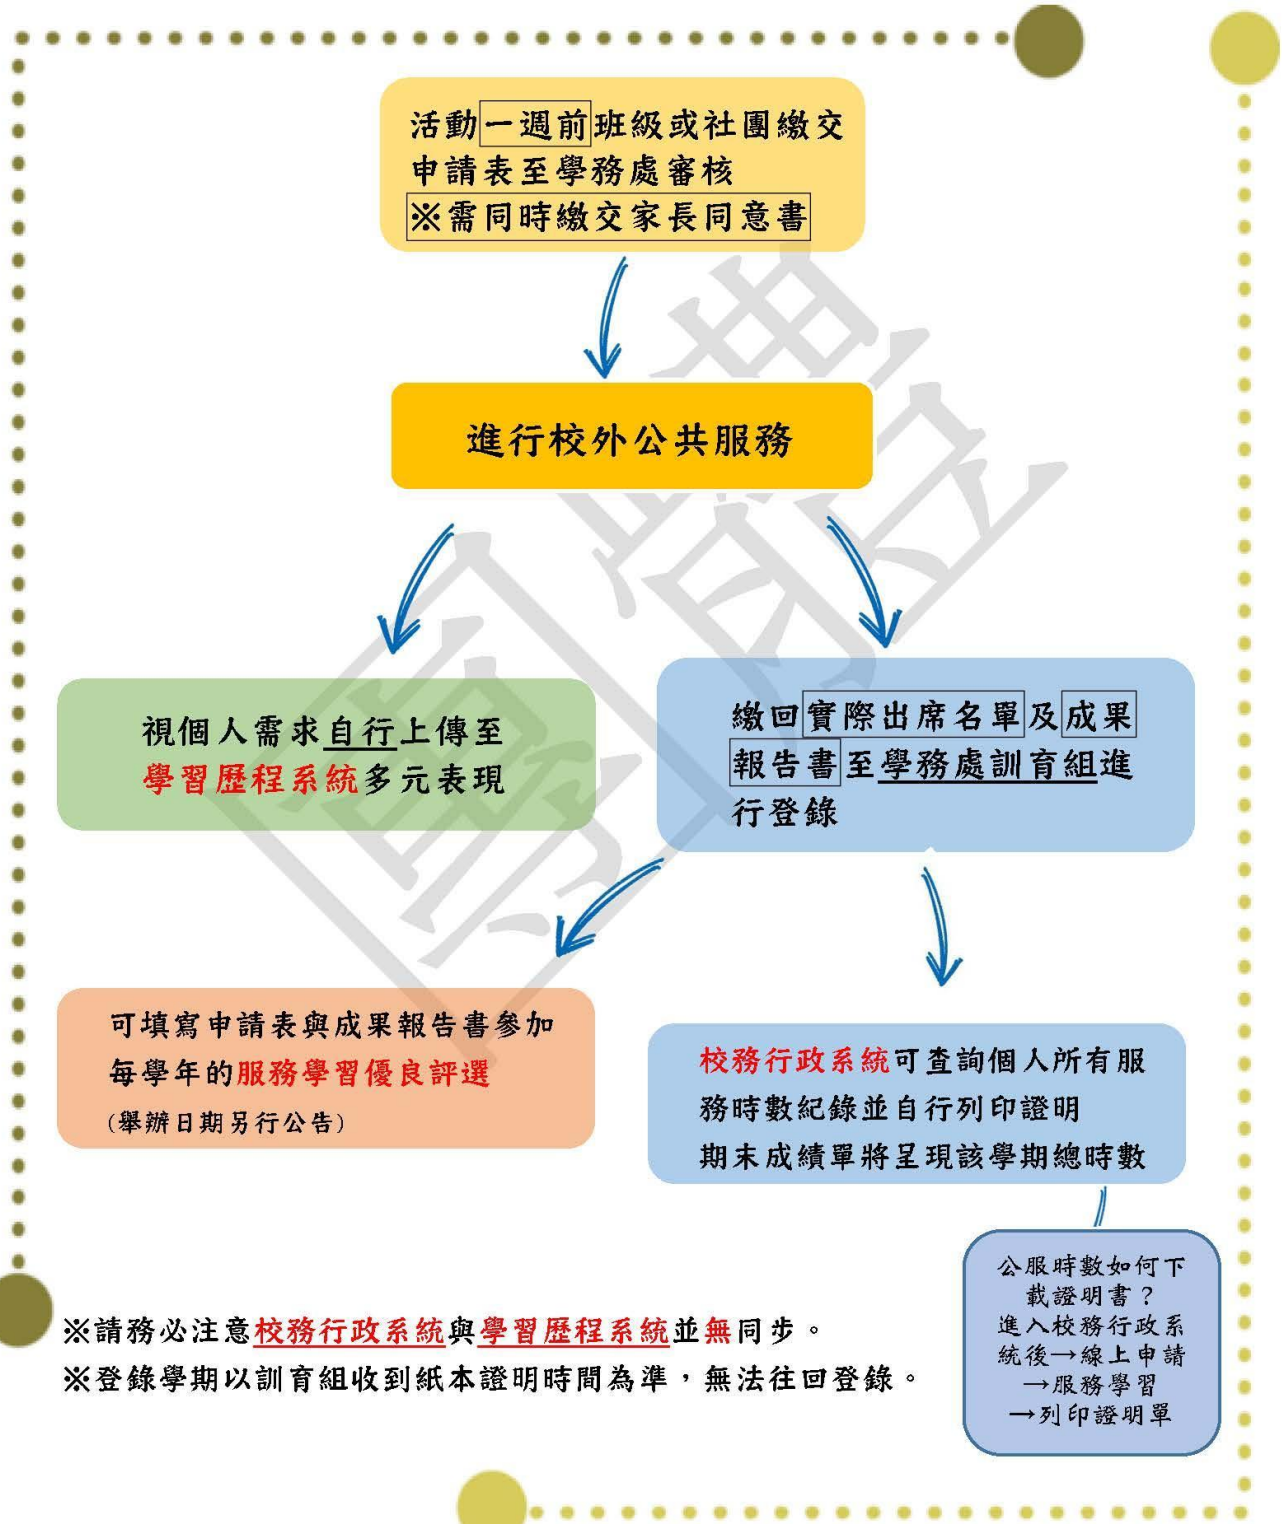 活動一週前班級或社團繳交
申請表至學務處審核
※需同時繳交家長同意書
進行校外公共服務
視個人需求自行上傳至
學習歷程系統多元表現
繳回實際出席名單及成果
報告書至學務處訓育組進
行登錄
可填寫申請表與成果報告書參加
每學年的服務學習優良評選
(舉辦日期另行公告)
校務行政系統可查詢個人所有服
務時數紀錄並自行列印證明
期末成績單將呈現該學期總時數
公服時數如何下
載證明書？
進入校務行政系
統後→線上申請
→服務學習
→列印證明單
※請務必注意校務行政系統與學習歷程系統並無同步。
※登錄學期以訓育組收到紙本證明時間為準，無法往回登錄。
團體